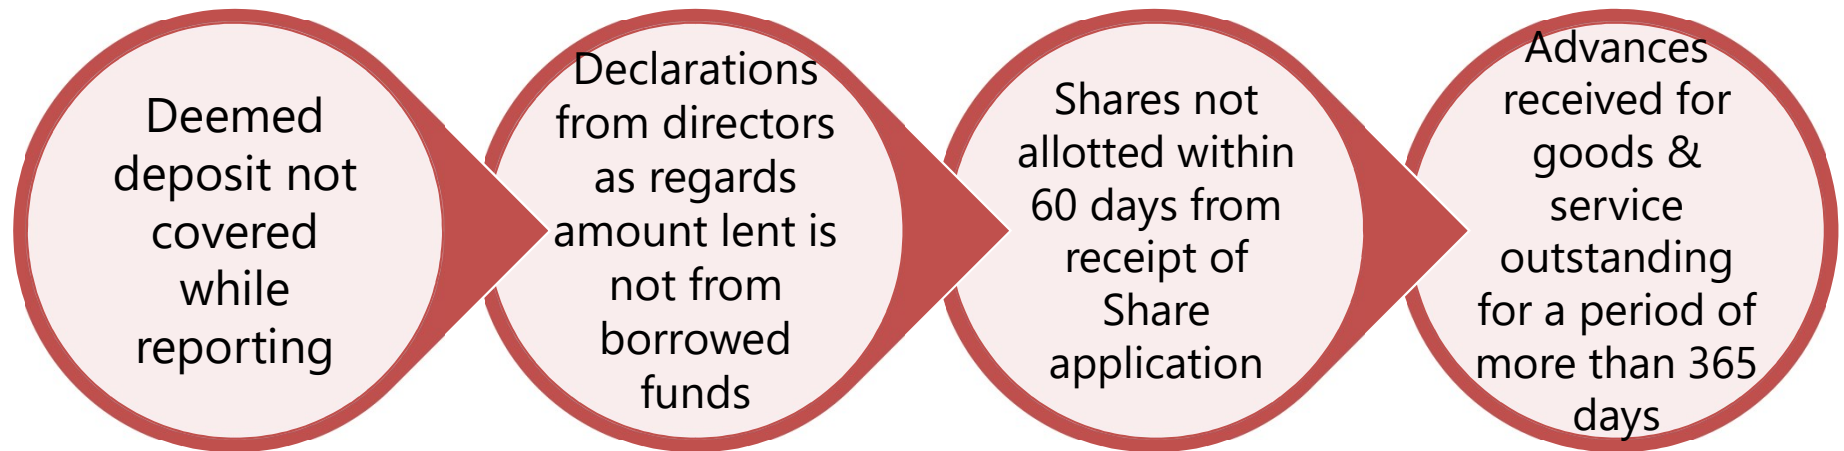 Deemed
deposit not
covered
while
reporting
Declarations
from directors
as regards
amount lent is
not from
borrowed
funds
Shares not
allotted within
60 days from
receipt of
Share
application
Advances
received for
goods &
service
outstanding
for a period of
more than 365
days